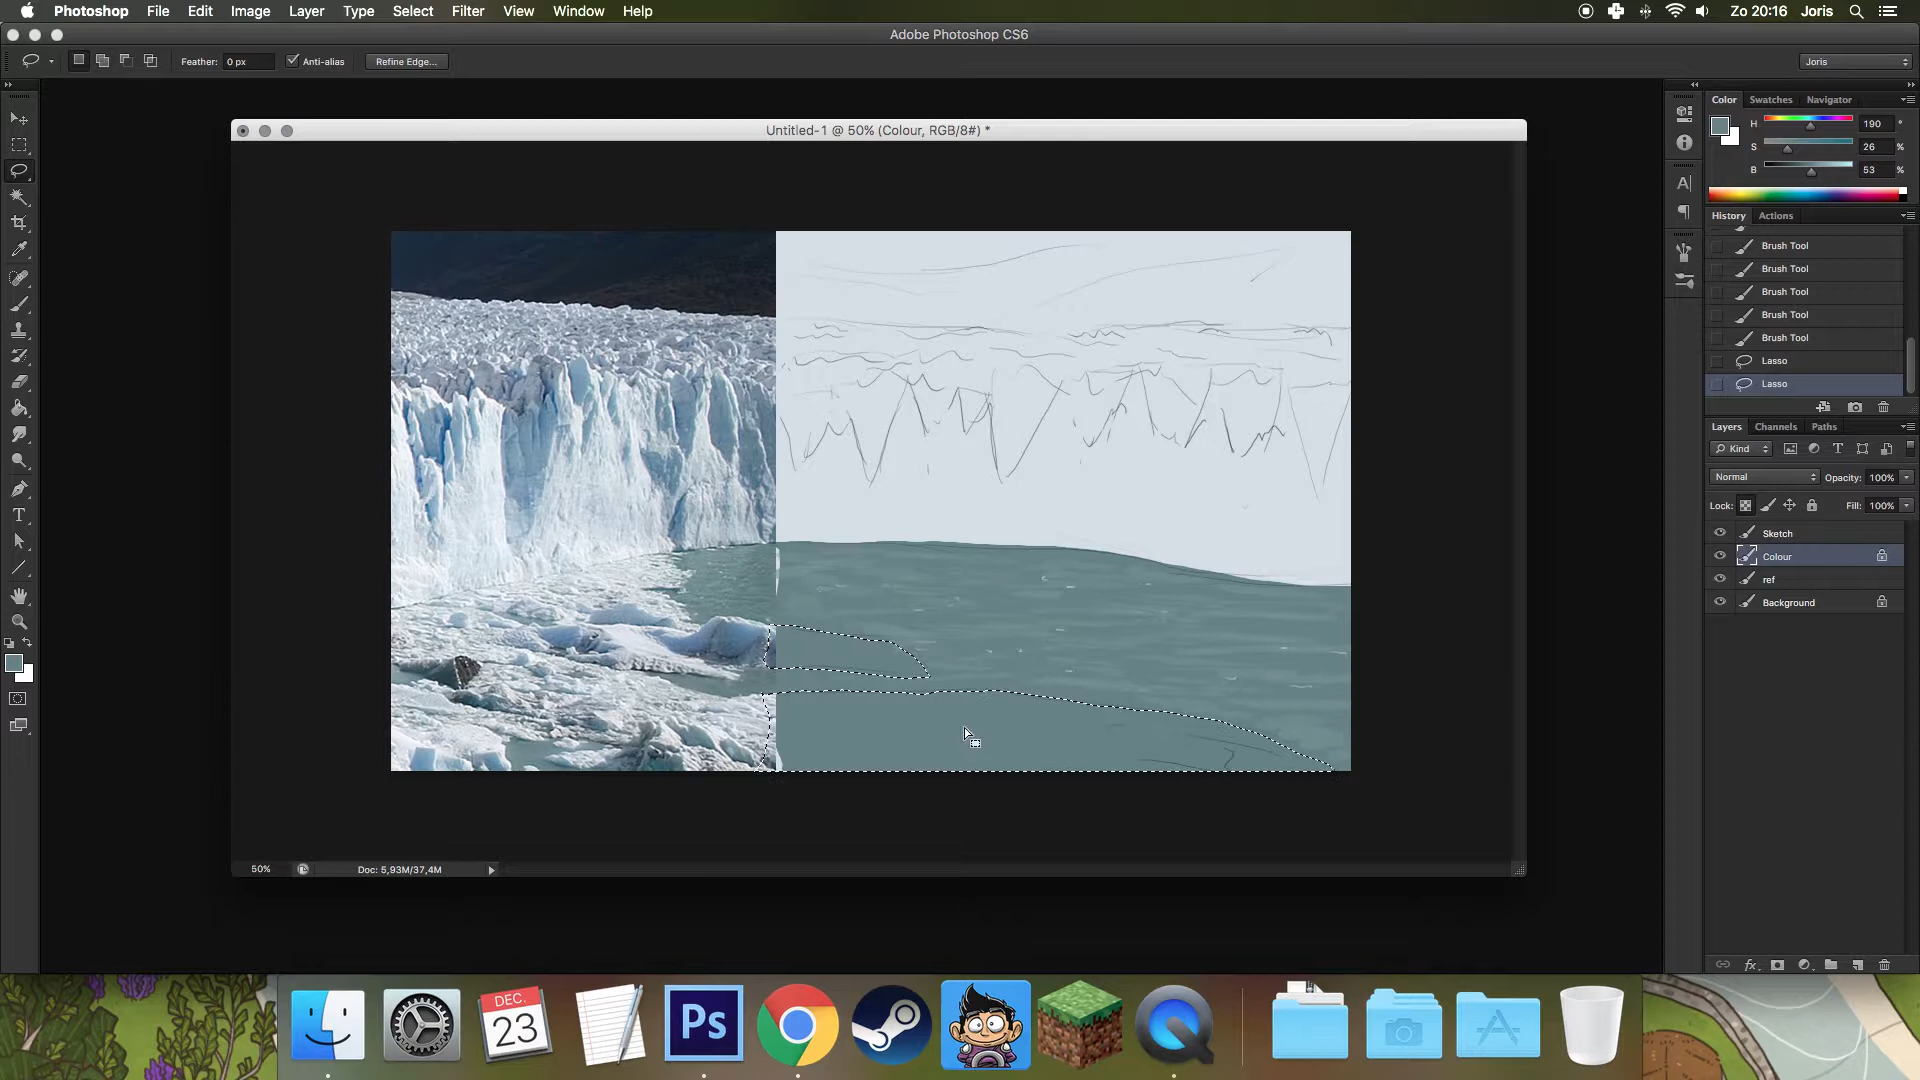 Photoshop File Edit Image Layer Type Select Filter View Window Help Zo 20:16 Joris
Adobe Photoshop CS6
Feather: 0 px Anti-alias Refine Edge... Joris
Untitled-1 @ 50% (Colour, RGB/8#) *
Color Swatches Navigator
H 190 °
S 26 %
B 53 %
History Actions
Brush Tool
Brush Tool
Brush Tool
Brush Tool
Brush Tool
Lasso
Lasso
Layers Channels Paths
Kind
Normal Opacity: 100%
Lock: Fill: 100%
Sketch
Colour
ref
Background
50% Doc: 5,93M/37,4M
DEC.
23
Ps